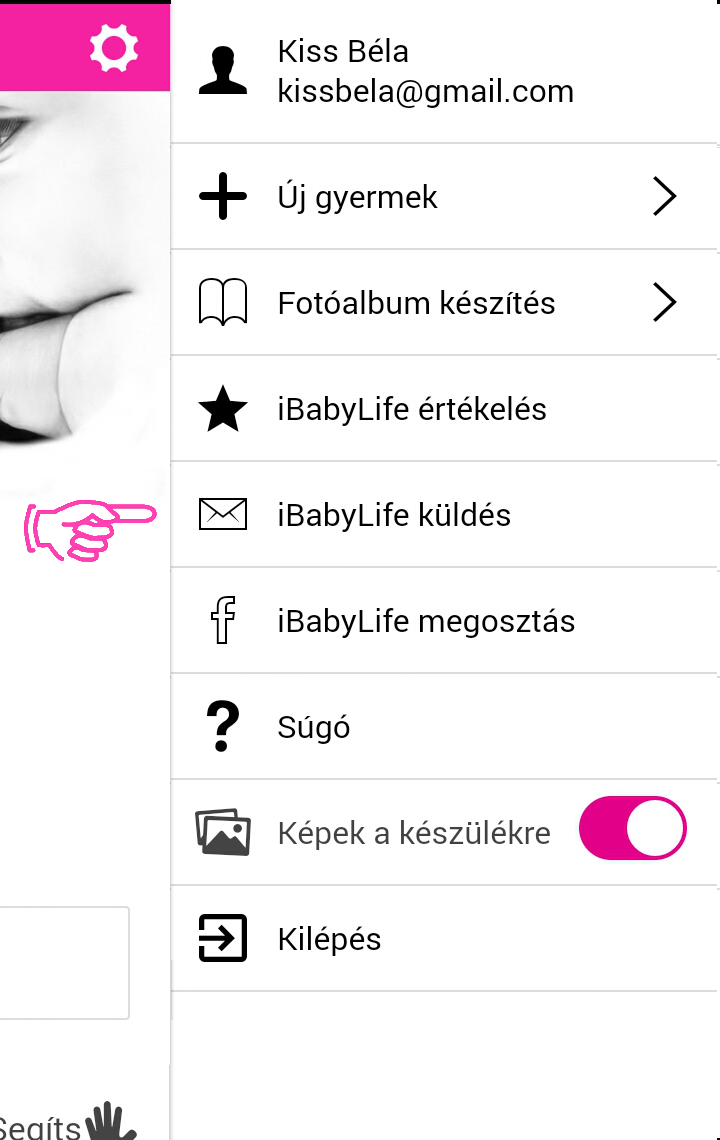 Kiss Béla
kissbela@gmail.com
Új gyermek
Fotóalbum készítés
iBabyLife értékelés
iBabyLife küldés
iBabyLife megosztás
Súgó
Képek a készülékre
Kilépés
Segíts